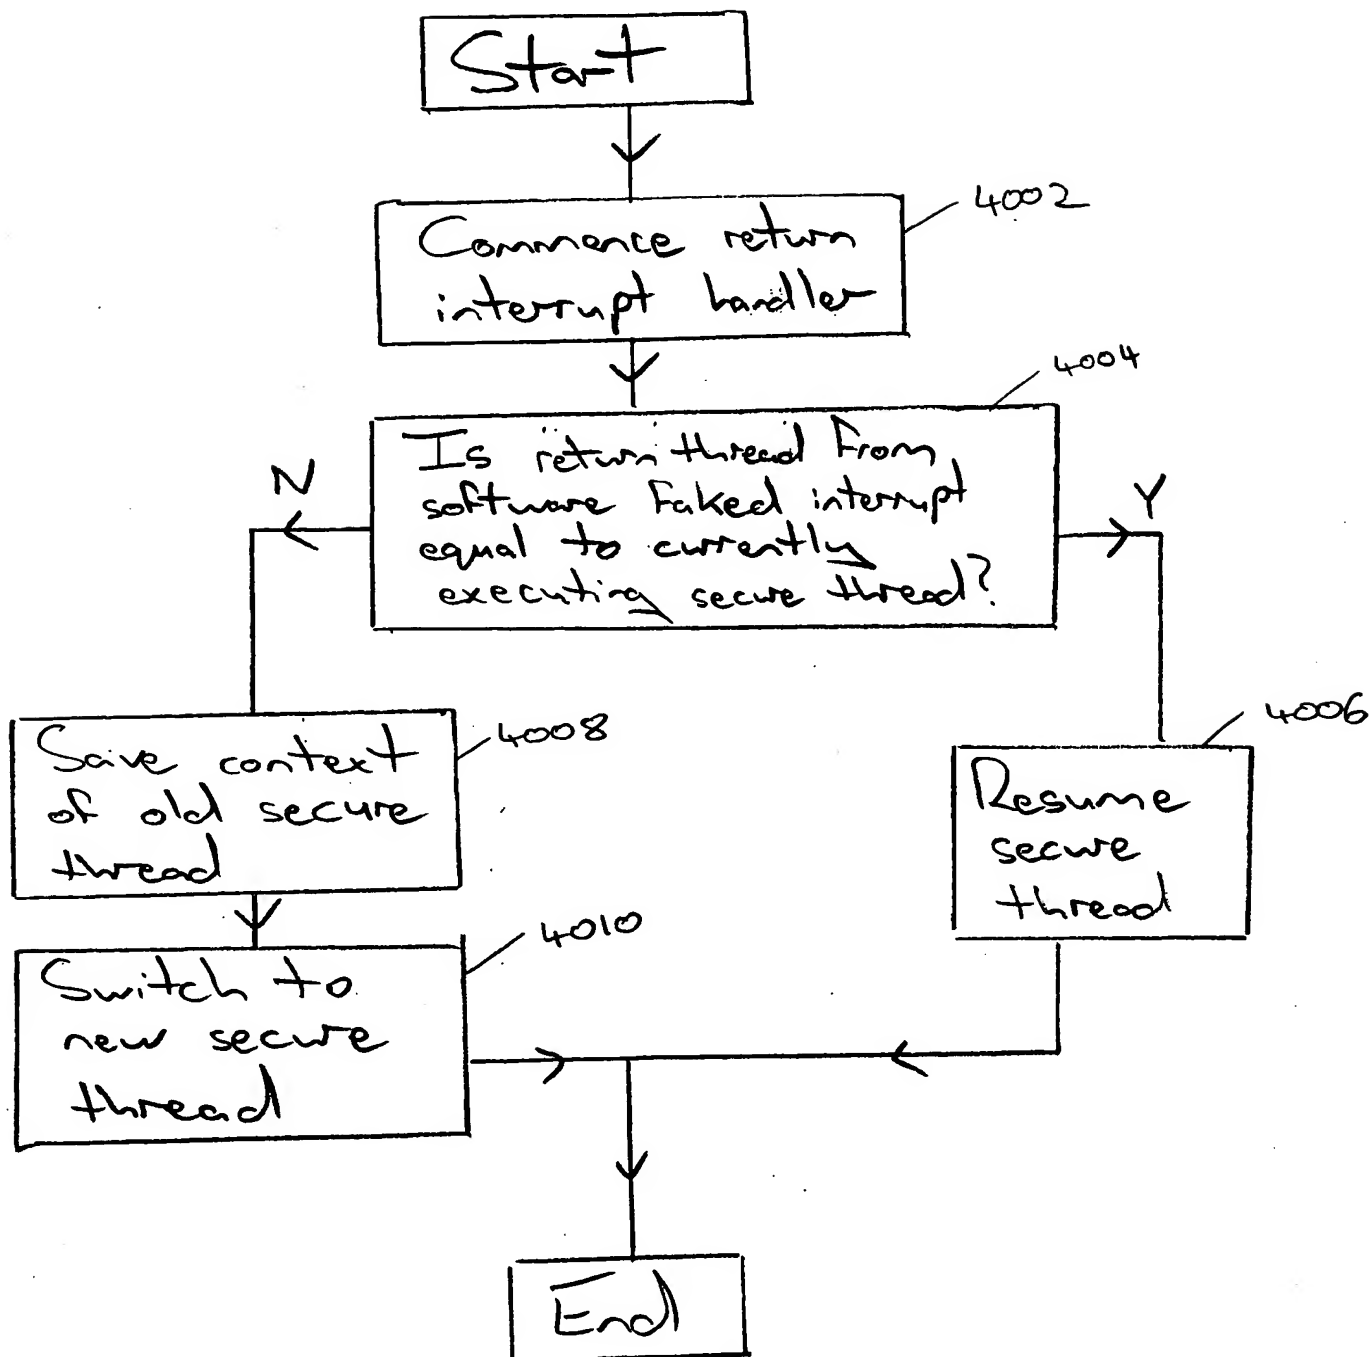 Start
4002
Commence return
interrupt handler
4004
Is return thread from
software faked interrupt
equal to currently
executing secure thread?
N
Y
4008
Save context
of old secure
thread
4006
Resume
secure
thread
4010
Switch to
new secure
thread
End